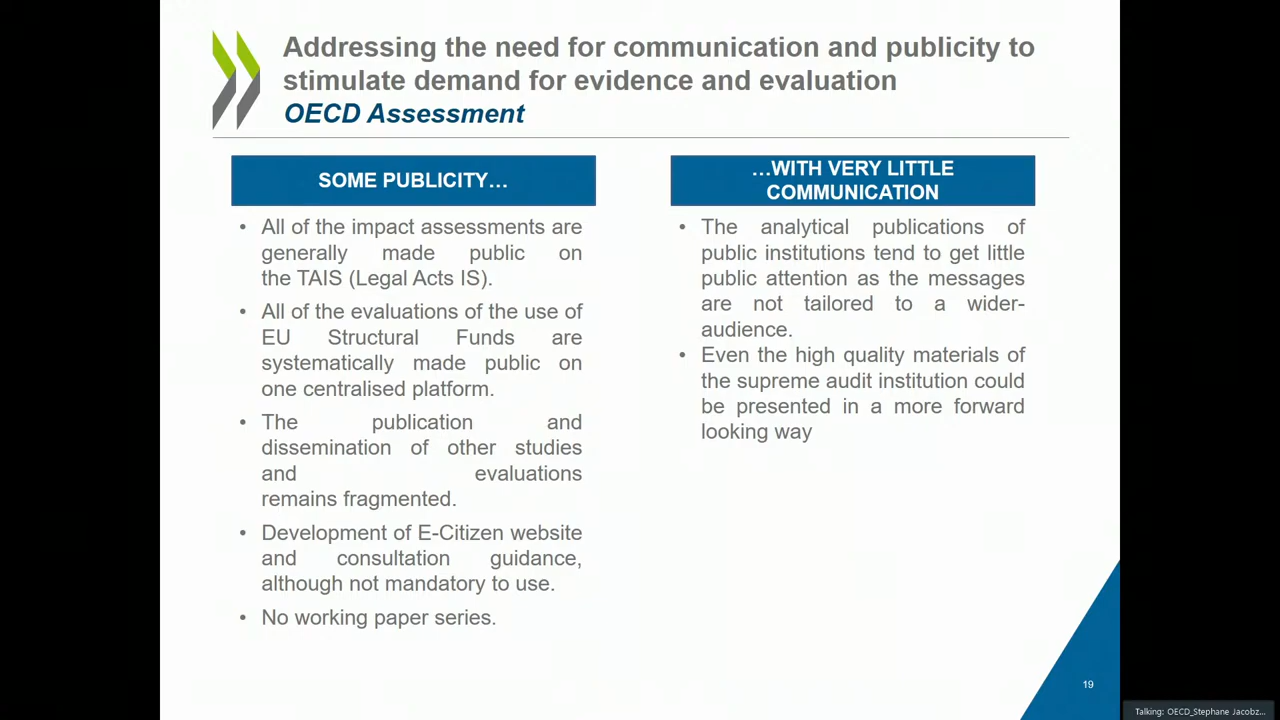 Addressing the need for communication and publicity to
stimulate demand for evidence and evaluation
OECD Assessment
SOME PUBLICITY…
• All of the impact assessments are
generally made public on
the TAIS (Legal Acts IS).
• All of the evaluations of the use of
EU Structural Funds are
systematically made public on
one centralised platform.
• The publication and
dissemination of other studies
and evaluations
remains fragmented.
• Development of E-Citizen website
and consultation guidance,
although not mandatory to use.
• No working paper series.
…WITH VERY LITTLE
COMMUNICATION
• The analytical publications of
public institutions tend to get little
public attention as the messages
are not tailored to a wider-
audience.
• Even the high quality materials of
the supreme audit institution could
be presented in a more forward
looking way
19
Talking: OECD_Stephane Jacobz...